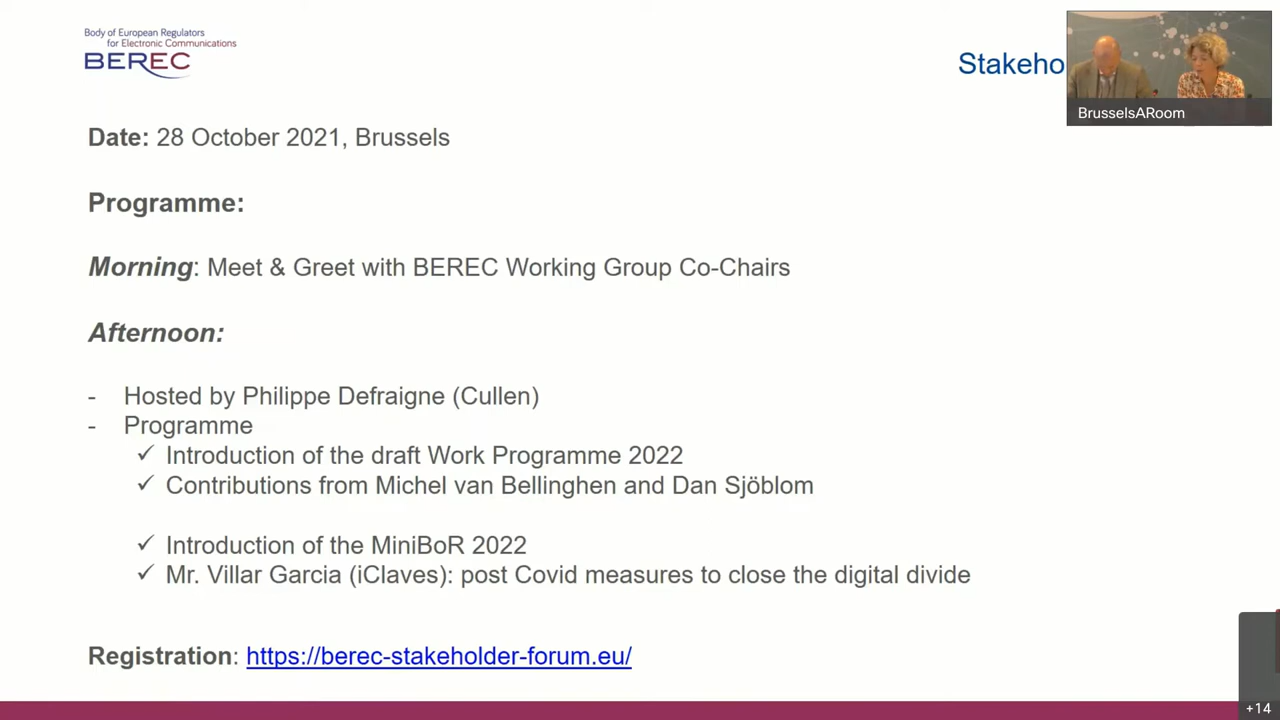 Body of European Regulators
for Electronic Communications
BEREC
Stakeho
BrusselsARoom
Date: 28 October 2021, Brussels
Programme:
Morning: Meet & Greet with BEREC Working Group Co-Chairs
Afternoon:
- Hosted by Philippe Defraigne (Cullen)
- Programme
✓ Introduction of the draft Work Programme 2022
✓ Contributions from Michel van Bellinghen and Dan Sjöblom
✓ Introduction of the MiniBoR 2022
✓ Mr. Villar Garcia (iClaves): post Covid measures to close the digital divide
Registration: https://berec-stakeholder-forum.eu/
+14